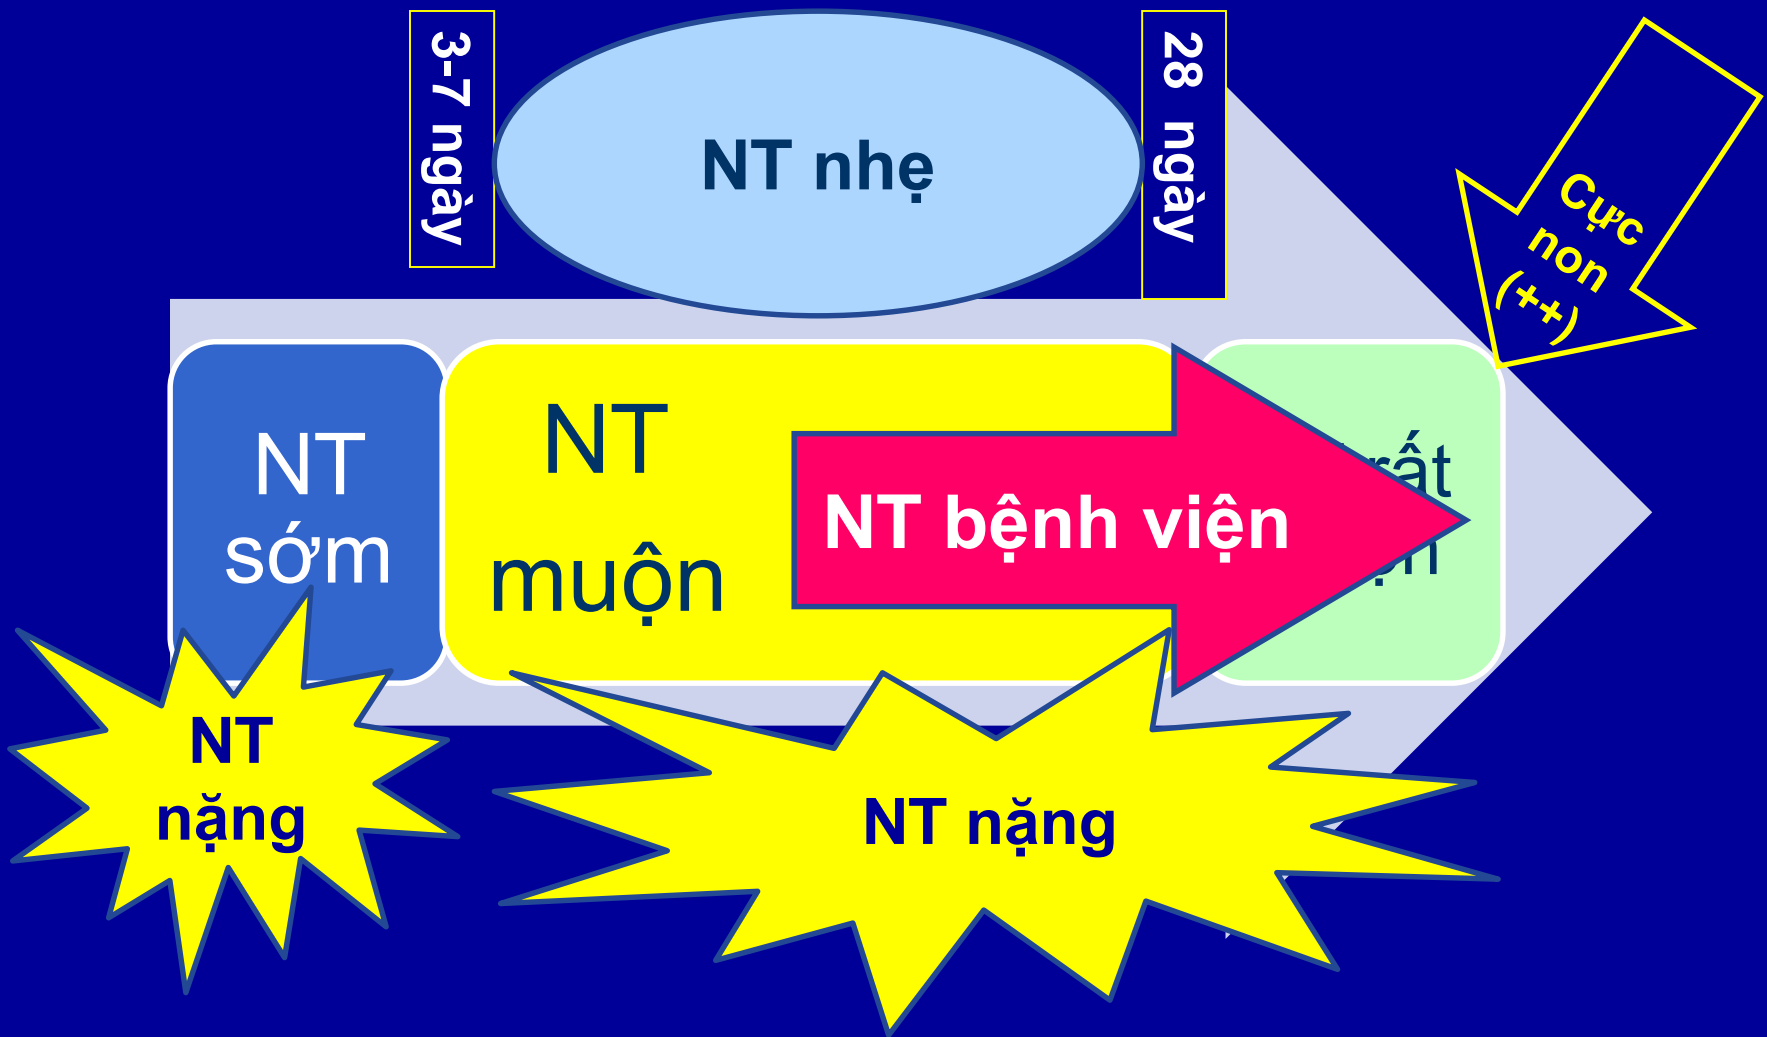 3-7 ngày
NT nhẹ
28 ngày
Cực
non
(++)
NT
sớm
NT
muộn
NT bệnh viện
rất
NT
nặng
NT nặng